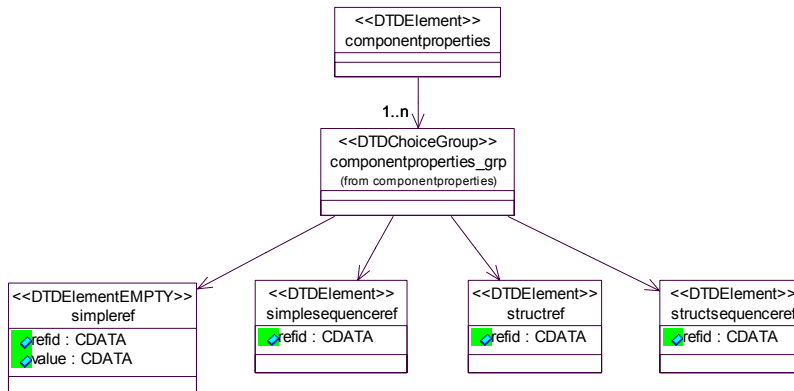 <<DTDElement>>
componentproperties
1..n
<<DTDChoiceGroup>>
componentproperties_grp
(from componentproperties)
<<DTDElementEMPTY>>
simpleref
refid : CDATA
value : CDATA
<<DTDElement>>
simplesequenceref
refid : CDATA
<<DTDElement>>
structref
refid : CDATA
<<DTDElement>>
structsequenceref
refid : CDATA